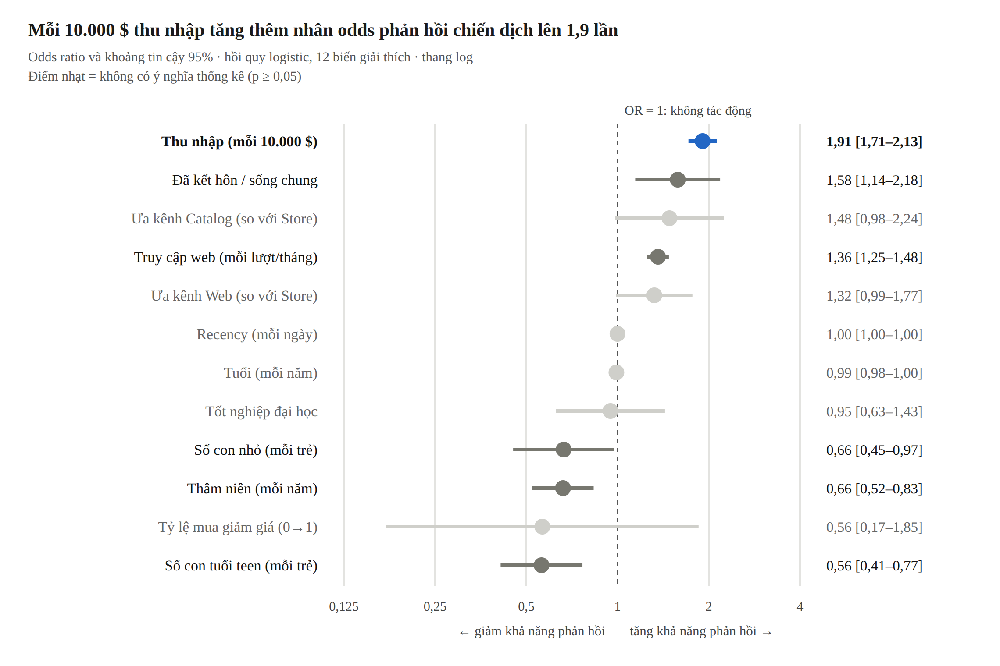 Mỗi 10.000 $ thu nhập tăng thêm nhân odds phản hồi chiến dịch lên 1,9 lần
Odds ratio và khoảng tin cậy 95% · hồi quy logistic, 12 biến giải thích · thang log
Điểm nhạt = không có ý nghĩa thống kê (p ≥ 0,05)
OR = 1: không tác động
Thu nhập (mỗi 10.000 $) 1,91 [1,71–2,13]
Đã kết hôn / sống chung 1,58 [1,14–2,18]
Ưa kênh Catalog (so với Store) 1,48 [0,98–2,24]
Truy cập web (mỗi lượt/tháng) 1,36 [1,25–1,48]
Ưa kênh Web (so với Store) 1,32 [0,99–1,77]
Recency (mỗi ngày) 1,00 [1,00–1,00]
Tuổi (mỗi năm) 0,99 [0,98–1,00]
Tốt nghiệp đại học 0,95 [0,63–1,43]
Số con nhỏ (mỗi trẻ) 0,66 [0,45–0,97]
Thâm niên (mỗi năm) 0,66 [0,52–0,83]
Tỷ lệ mua giảm giá (0→1) 0,56 [0,17–1,85]
Số con tuổi teen (mỗi trẻ) 0,56 [0,41–0,77]
0,125 0,25 0,5 1 2 4
← giảm khả năng phản hồi tăng khả năng phản hồi →